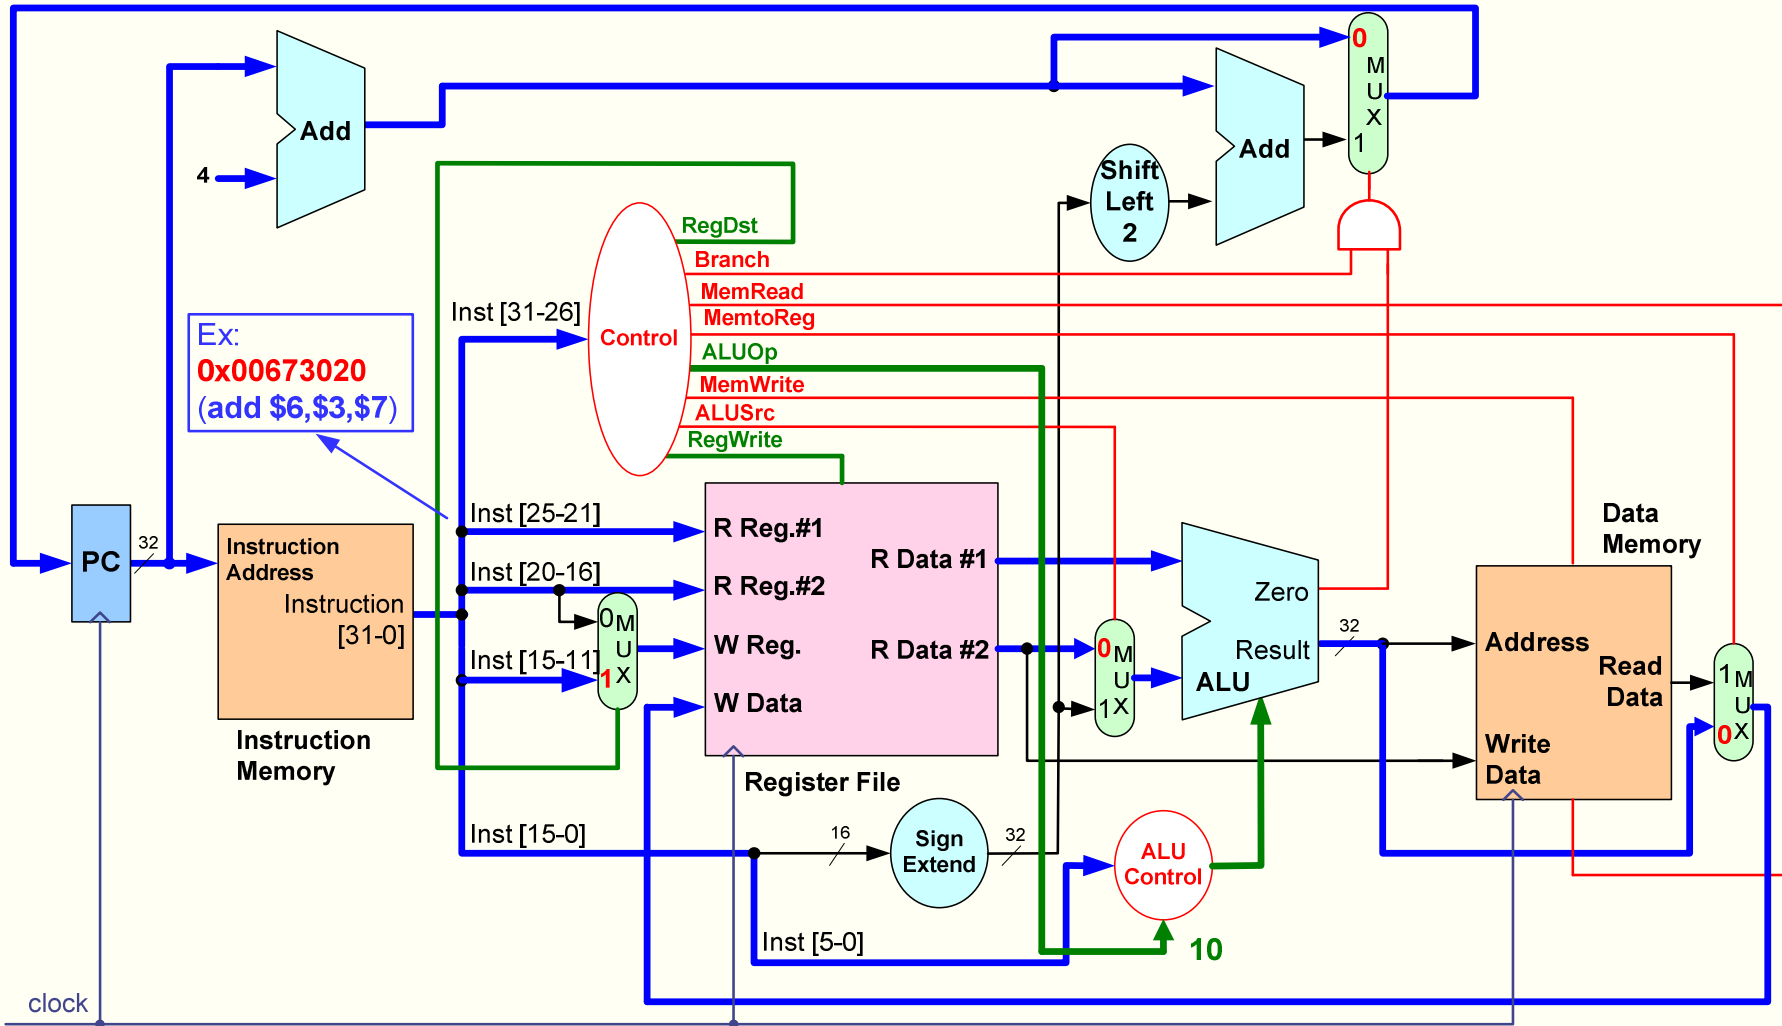 0
M
U
X
1
Add
4
Add
Shift
Left
2
RegDst
Branch
MemRead
MemtoReg
ALUOp
MemWrite
ALUSrc
RegWrite
Control
Inst [31-26]
Ex:
0x00673020
(add $6,$3,$7)
PC
32
Instruction
Address
Instruction
[31-0]
Instruction
Memory
Inst [25-21]
Inst [20-16]
Inst [15-11]
0
M
U
X
1
R Reg.#1
R Reg.#2
W Reg.
W Data
R Data #1
R Data #2
Register File
0
M
U
X
1
Zero
Result
ALU
32
Data
Memory
Address
Read
Data
Write
Data
1
M
U
X
0
Inst [15-0]
16
Sign
Extend
32
ALU
Control
Inst [5-0]
10
clock